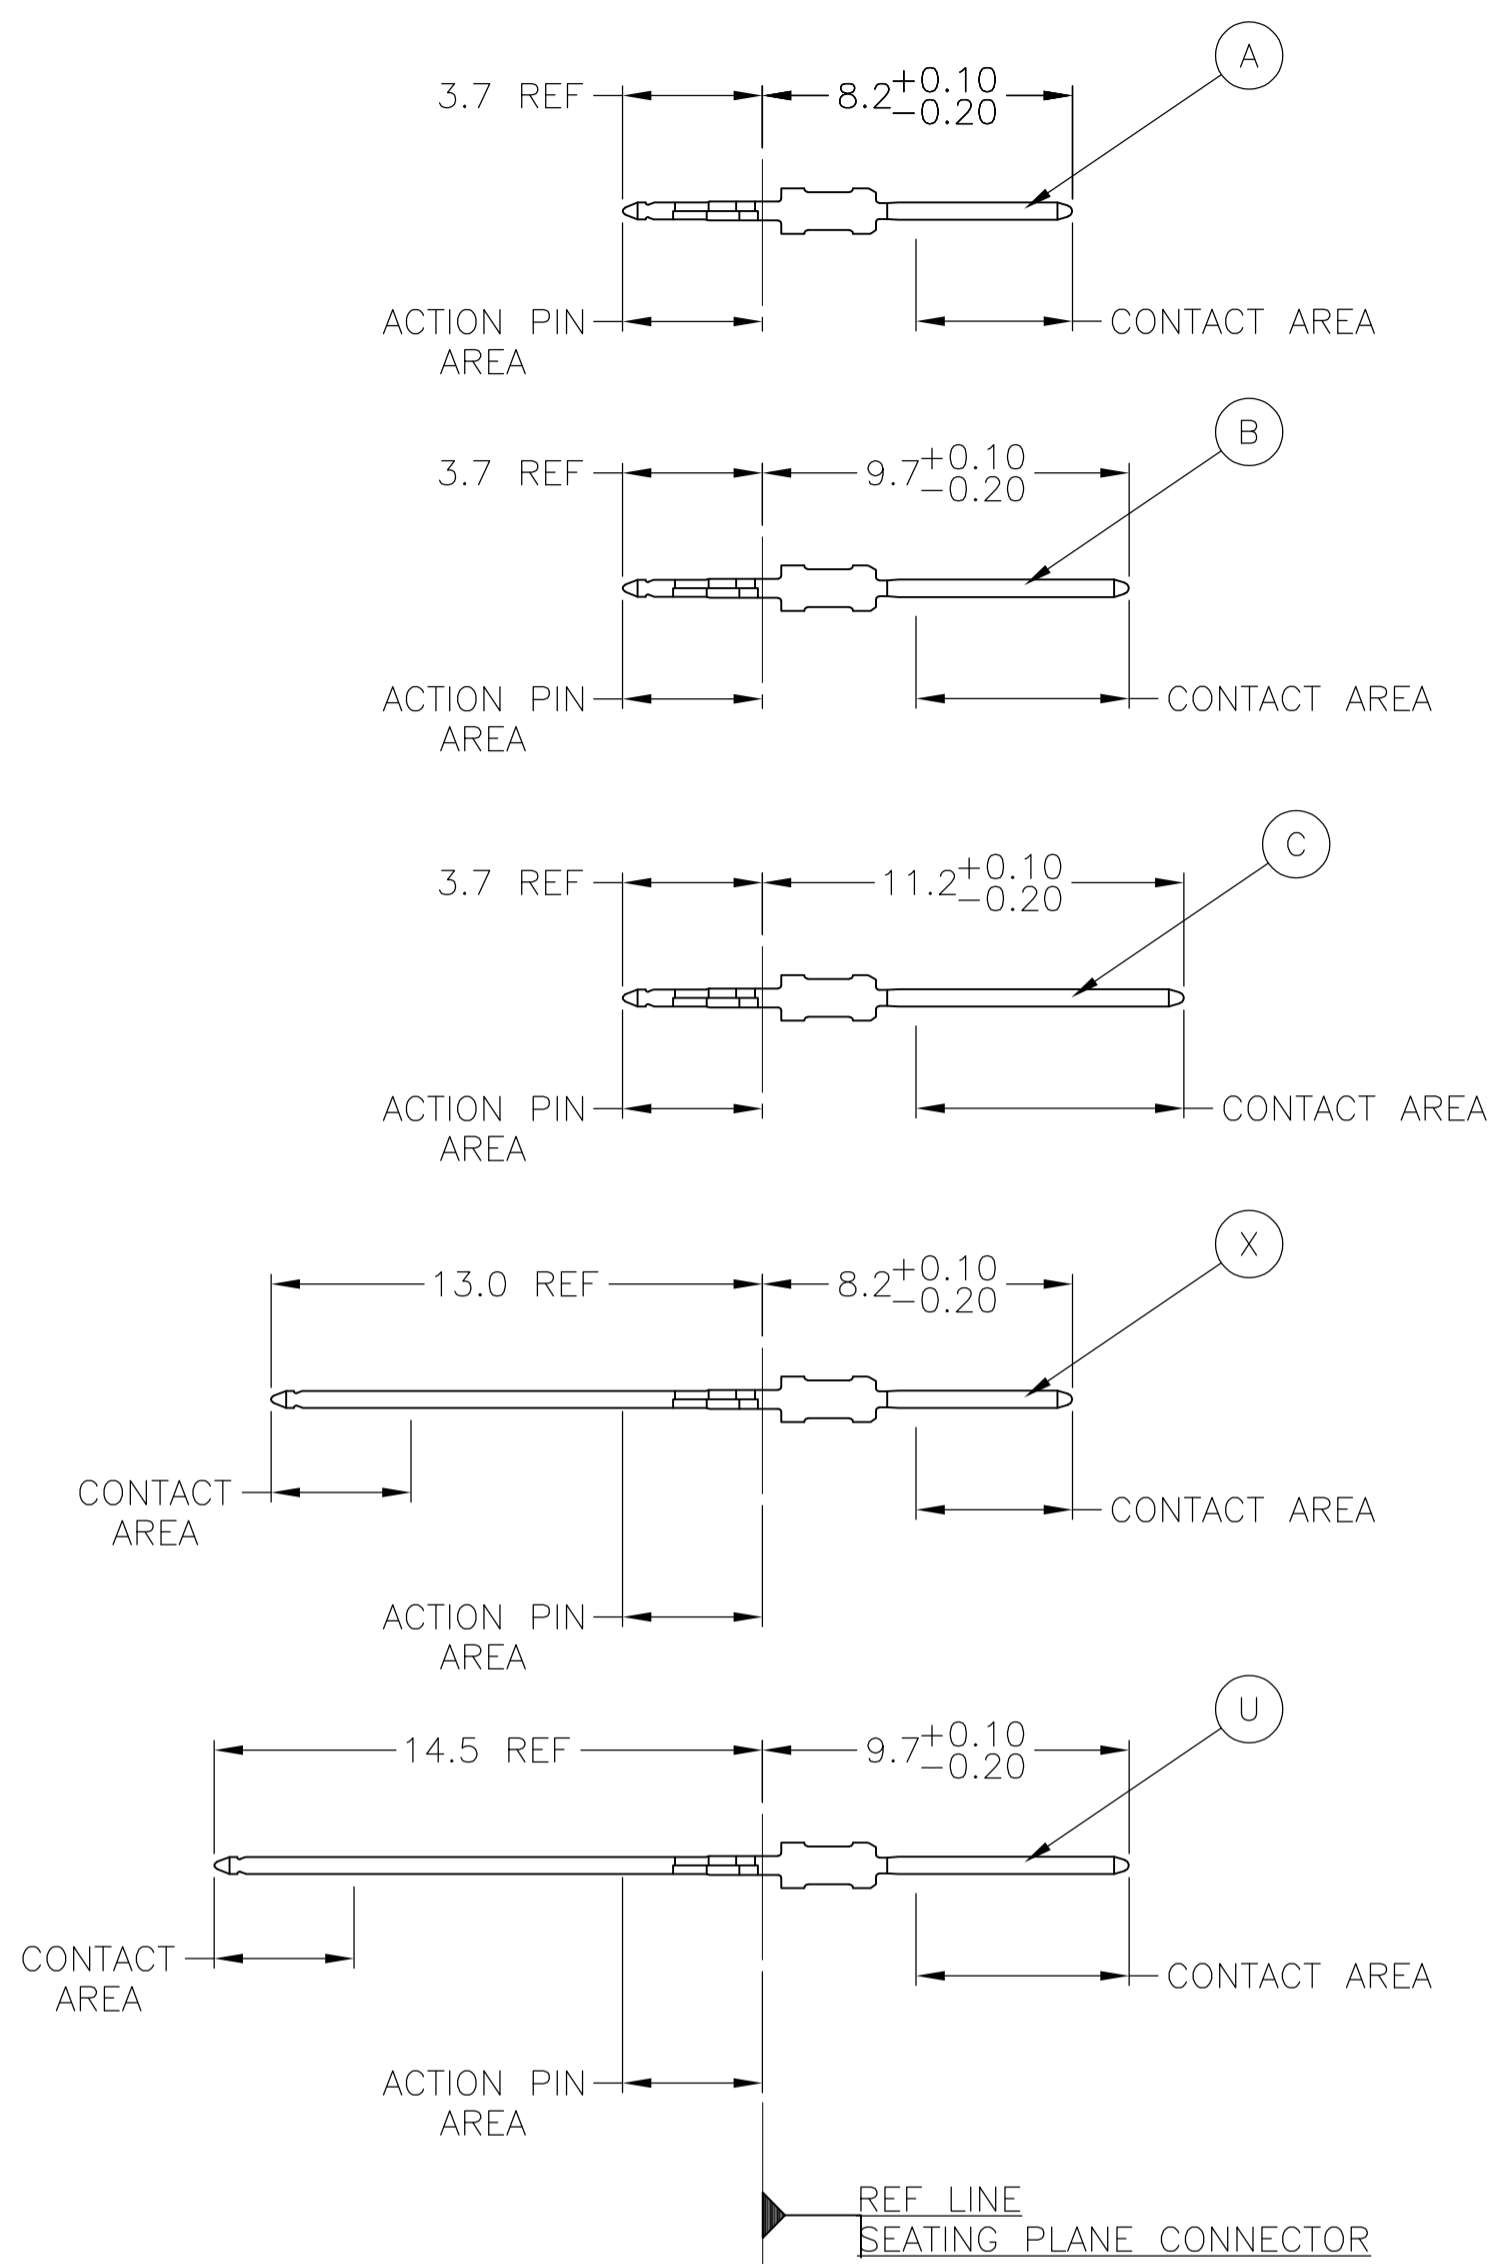 A
3.7 REF
8.2 +0.10
-0.20
ACTION PIN
AREA
CONTACT AREA
B
3.7 REF
9.7 +0.10
-0.20
ACTION PIN
AREA
CONTACT AREA
C
3.7 REF
11.2 +0.10
-0.20
ACTION PIN
AREA
CONTACT AREA
X
13.0 REF
8.2 +0.10
-0.20
CONTACT
AREA
CONTACT AREA
ACTION PIN
AREA
U
14.5 REF
9.7 +0.10
-0.20
CONTACT
AREA
CONTACT AREA
ACTION PIN
AREA
REF LINE
SEATING PLANE CONNECTOR